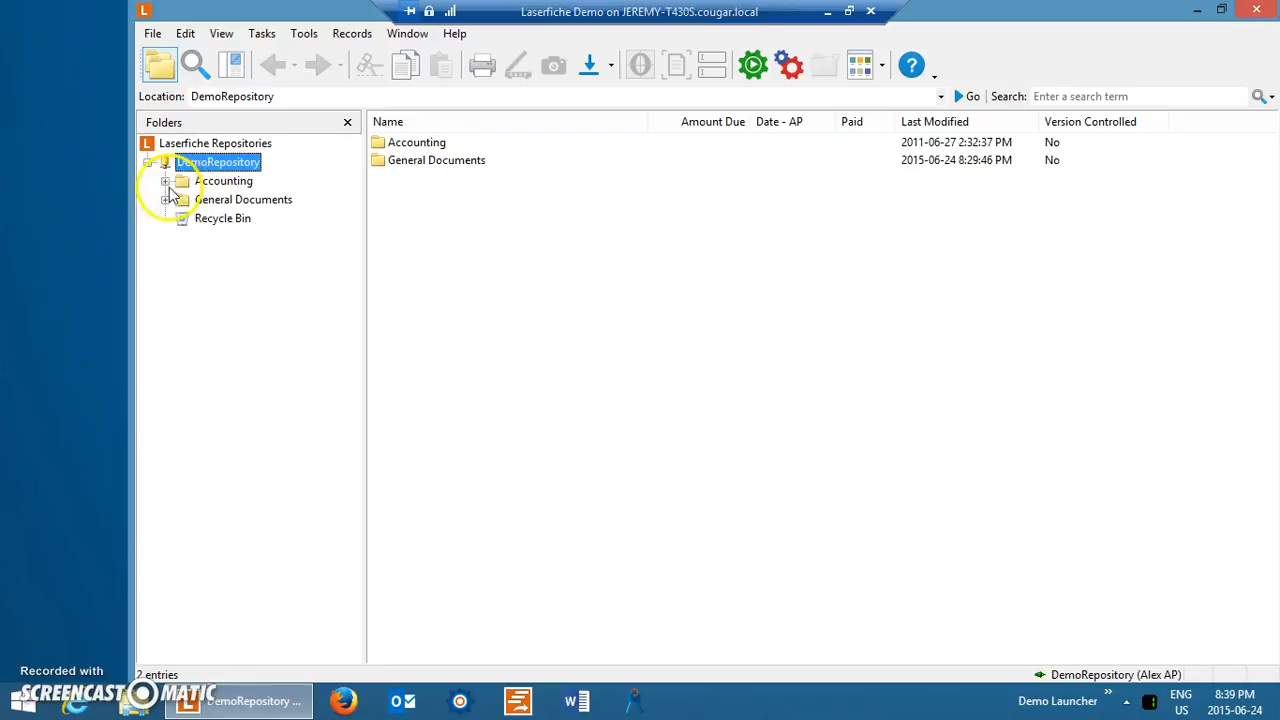 Laserfiche Demo on JEREMY-T430S.cougar.local
File Edit View Tasks Tools Records Window Help
Location: DemoRepository Go Search: Enter a search term
Folders
Name Amount Due Date - AP Paid Last Modified Version Controlled
Laserfiche Repositories
Accounting 2011-06-27 2:32:37 PM No
DemoRepository
General Documents 2015-06-24 8:29:46 PM No
Accounting
General Documents
Recycle Bin
2 entries
DemoRepository (Alex AP)
Recorded with
SCREENCAST-O-MATIC
DemoRepository ...
Demo Launcher
ENG
US
8:39 PM
2015-06-24